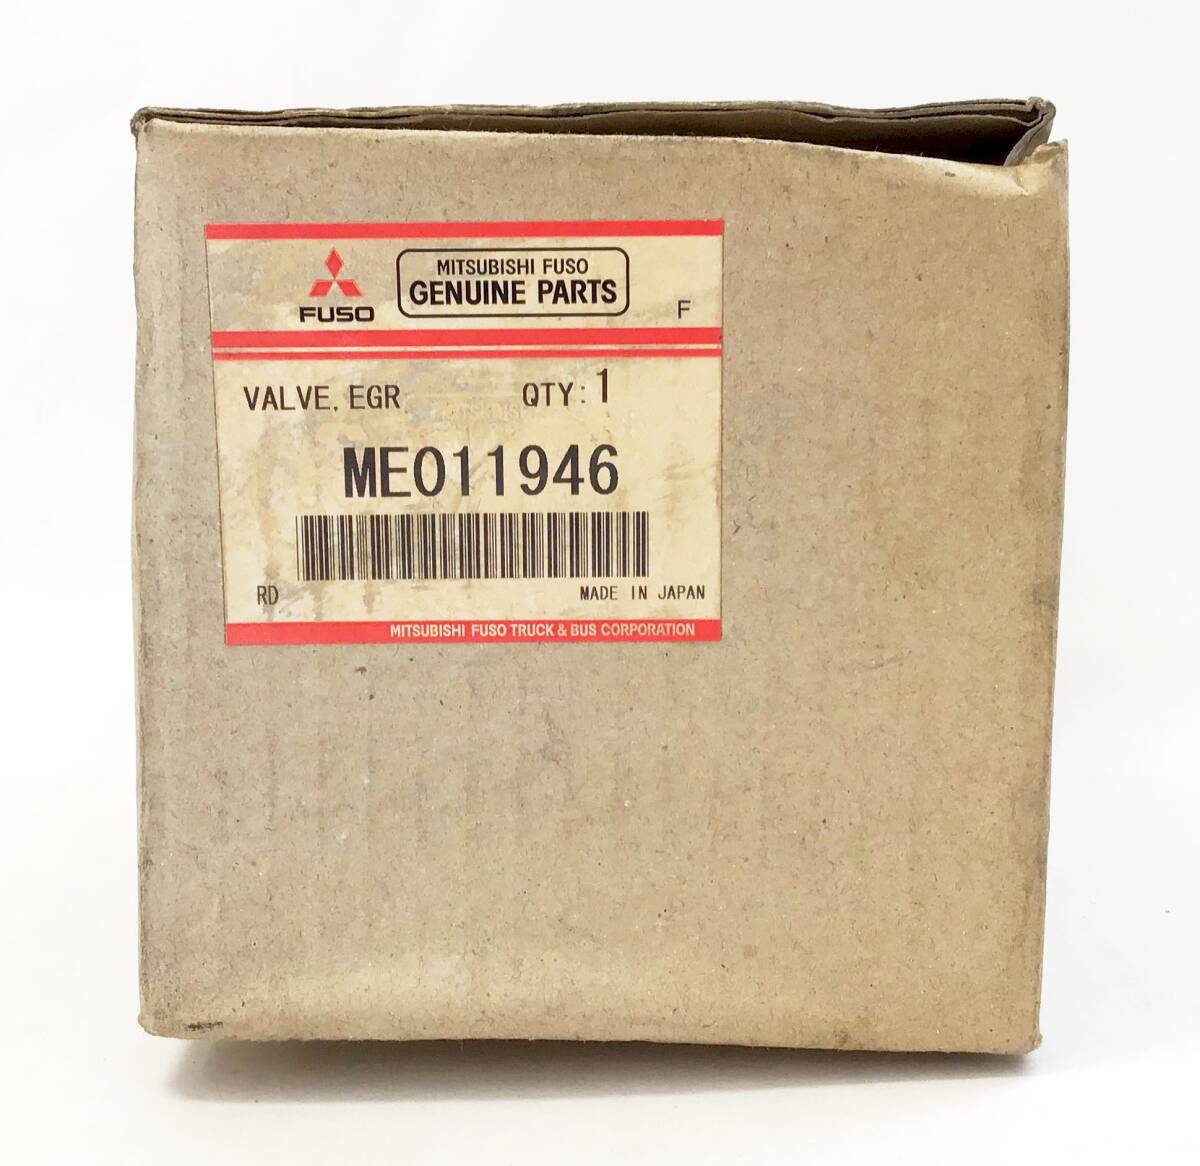 MITSUBISHI FUSO
FUSO GENUINE PARTS F
VALVE, EGR QTY: 1
ME011946
RD MADE IN JAPAN
MITSUBISHI FUSO TRUCK & BUS CORPORATION